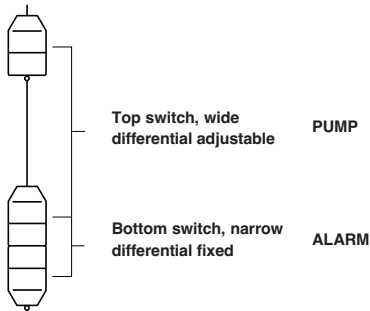 Top switch, wide
differential adjustable
PUMP
Bottom switch, narrow
differential fixed
ALARM